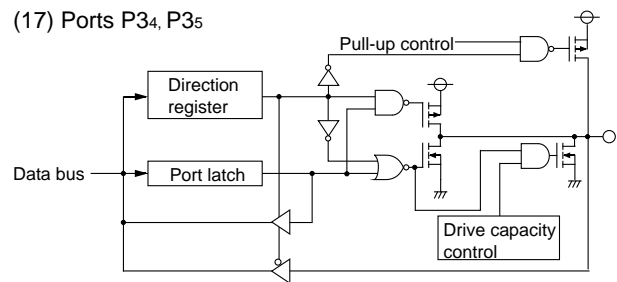 (17) Ports P3₄, P3₅
Pull-up control
Direction
register
Data bus
Port latch
Drive capacity
control